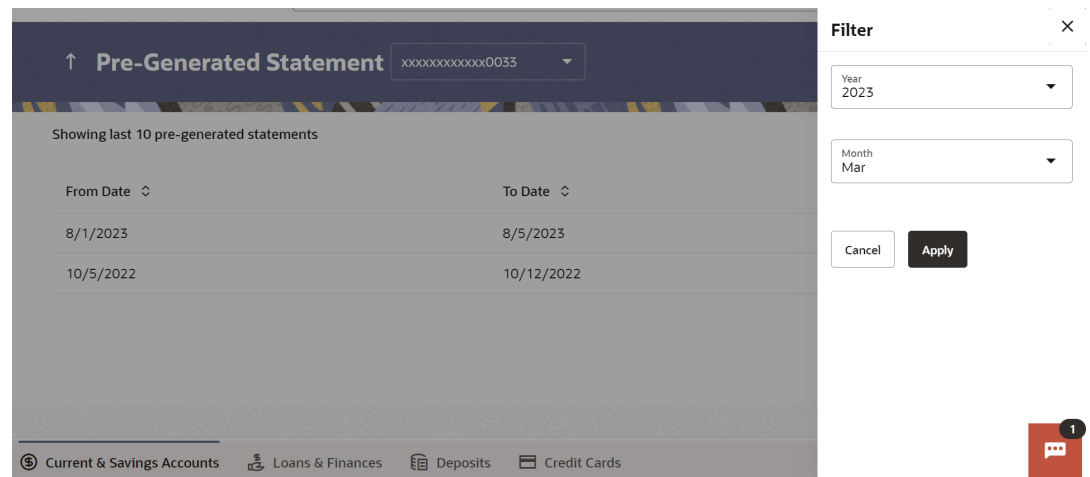 Pre-Generated Statement xxxxxxxxxxxx0033
Showing last 10 pre-generated statements
From Date To Date
8/1/2023 8/5/2023
10/5/2022 10/12/2022
Current & Savings Accounts Loans & Finances Deposits Credit Cards
Filter
Year
2023
Month
Mar
Cancel Apply
1